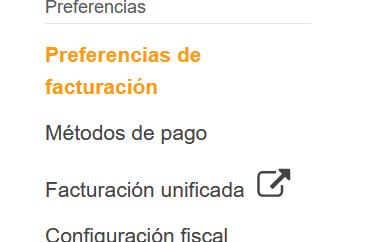 Preferencias
Preferencias de
facturación
Métodos de pago
Facturación unificada
Configuración fiscal